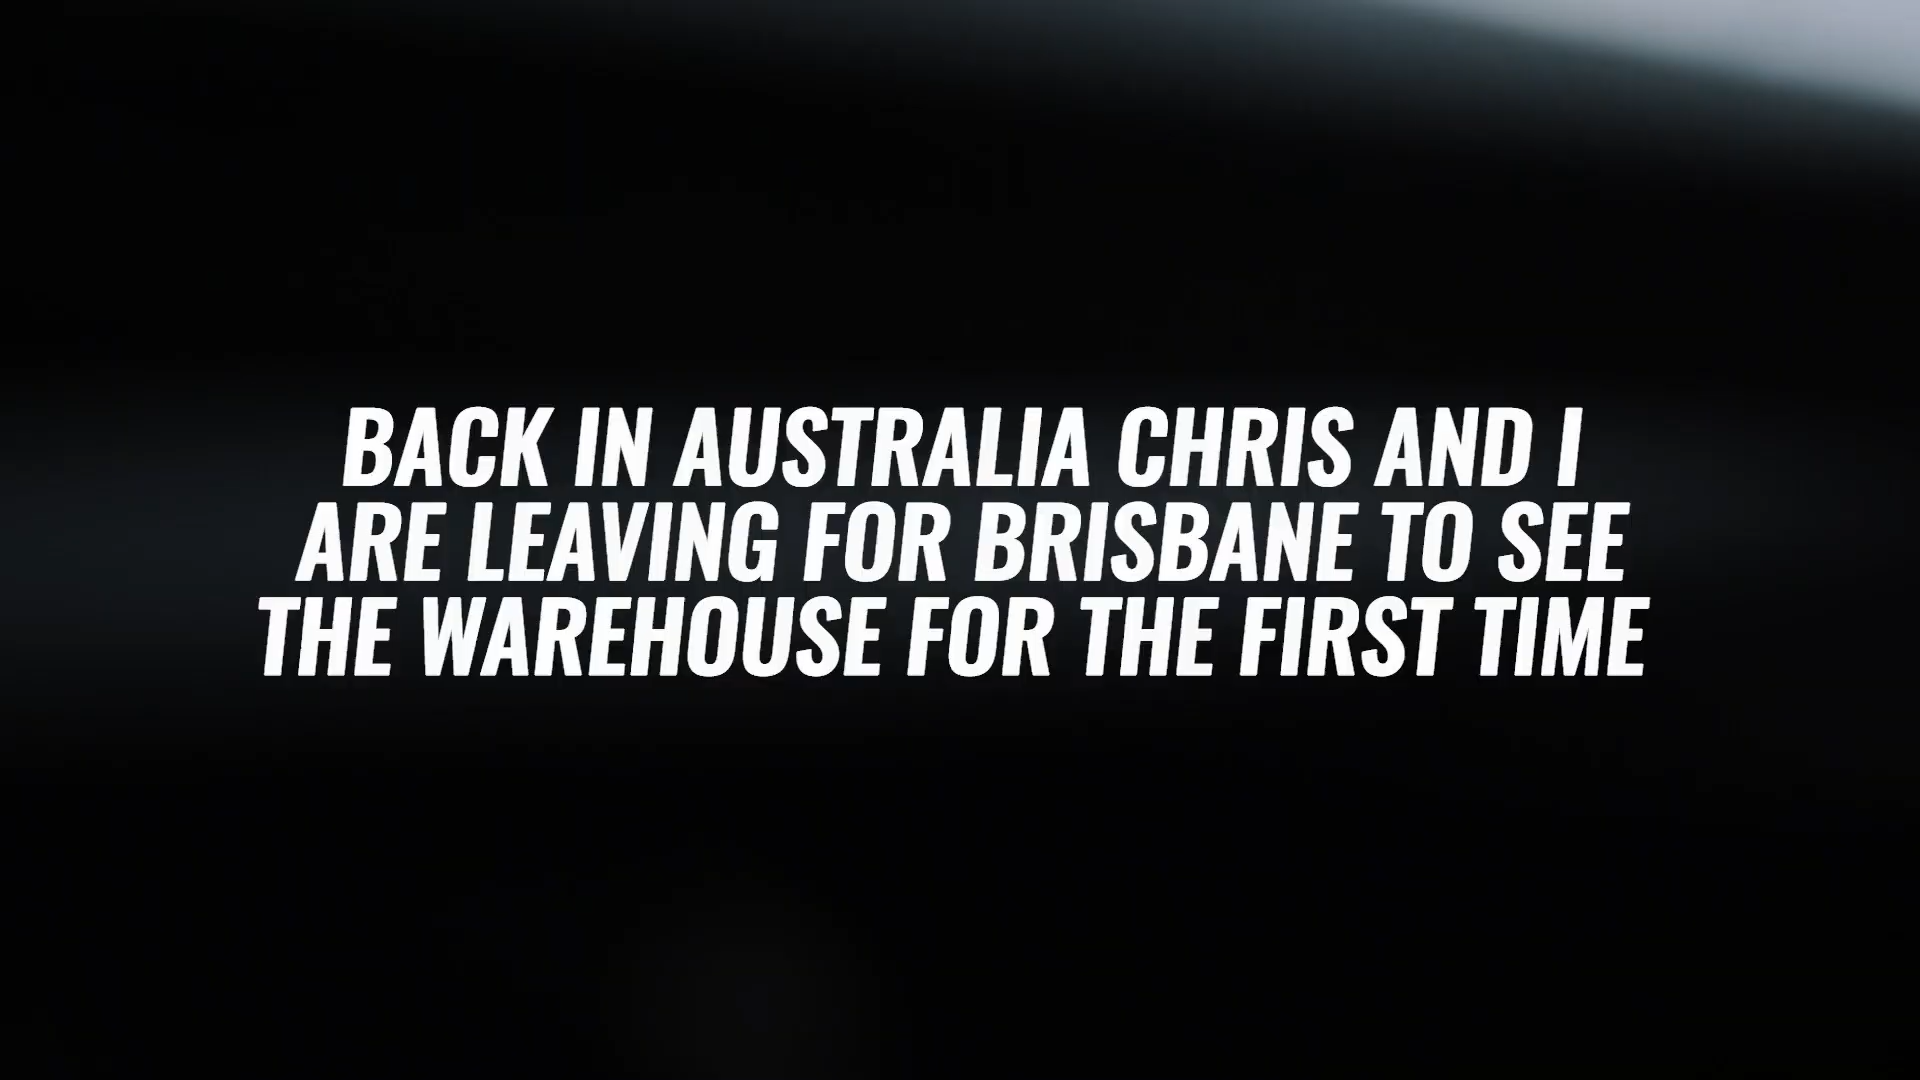 BACK IN AUSTRALIA CHRIS AND I
ARE LEAVING FOR BRISBANE TO SEE
THE WAREHOUSE FOR THE FIRST TIME